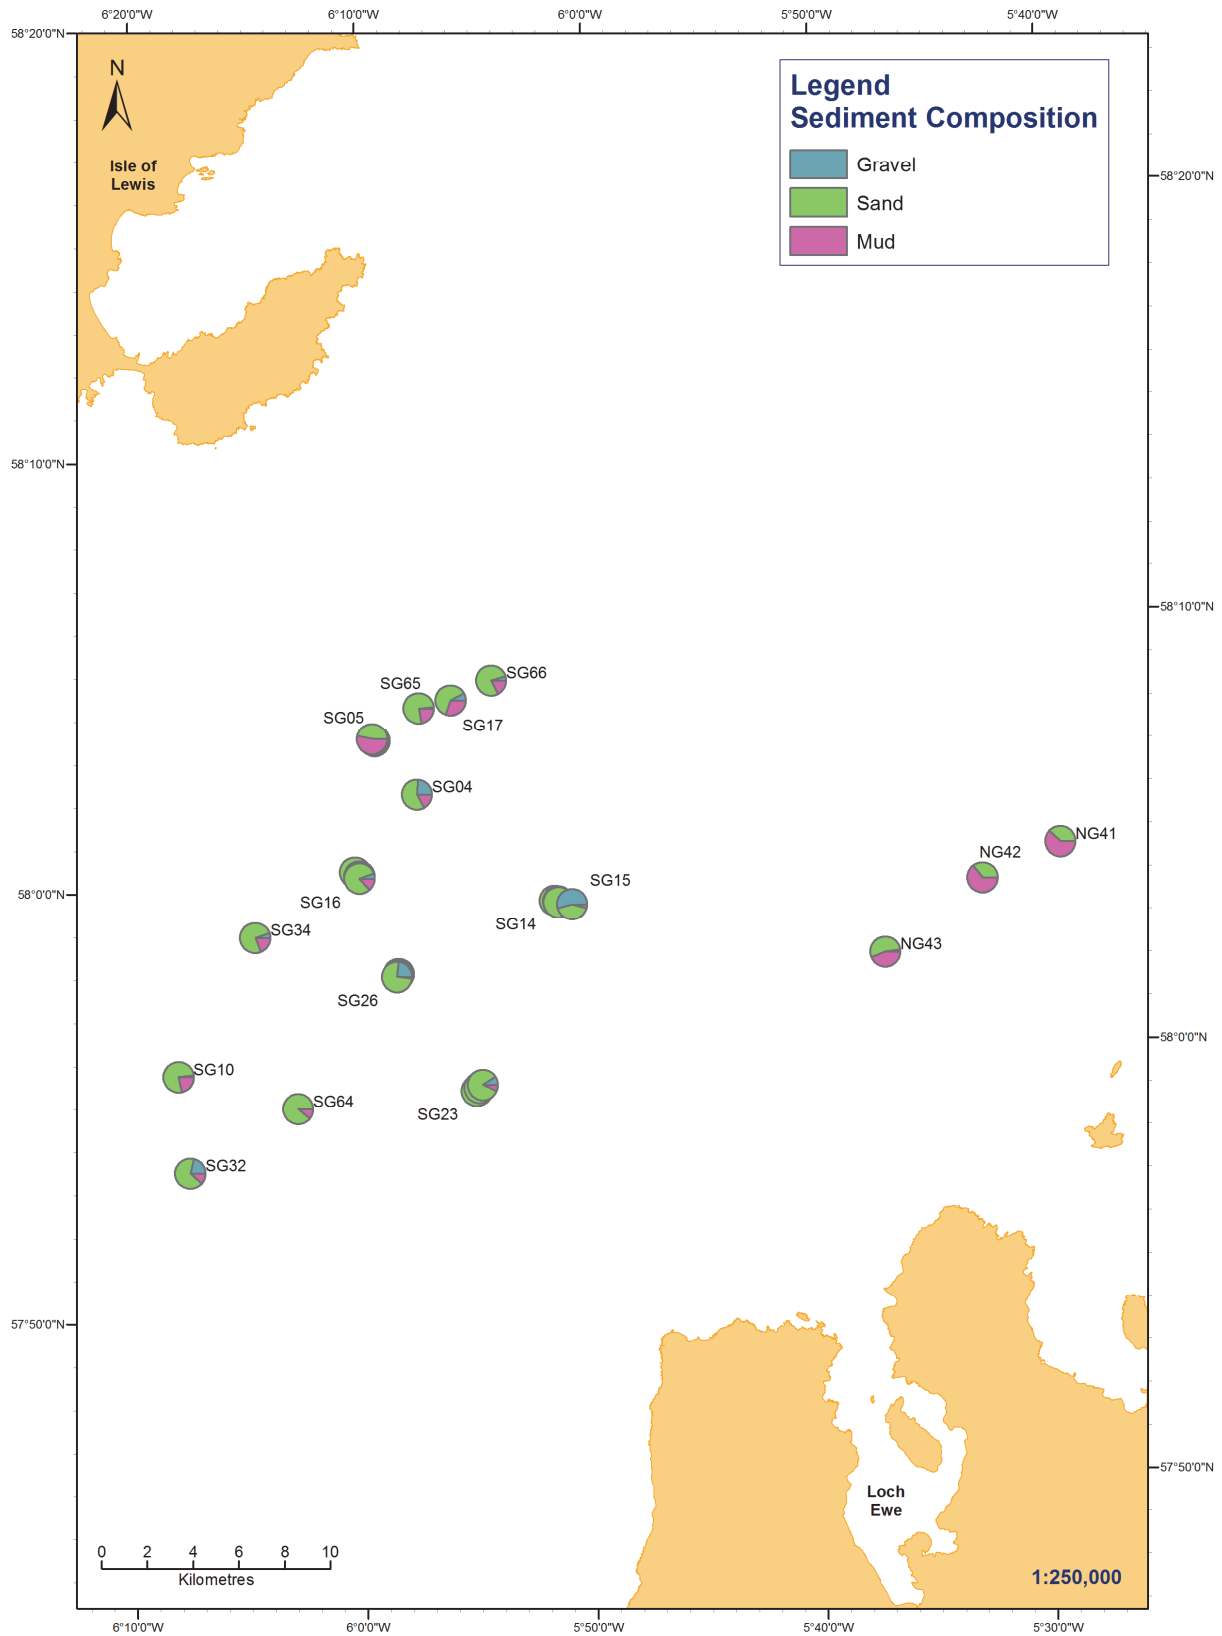 6°20'0"W 6°10'0"W 6°0'0"W 5°50'0"W 5°40'0"W
58°20'0"N
N
Legend
Sediment Composition
Gravel
Sand
Mud
Isle of
Lewis
58°20'0"N
58°10'0"N
58°10'0"N
SG66
SG65
SG17
SG05
SG04
NG41
NG42
SG15
58°0'0"N
SG16
SG14
SG34
NG43
SG26
58°0'0"N
SG10
SG64
SG23
SG32
57°50'0"N
57°50'0"N
Loch
Ewe
0 2 4 6 8 10
Kilometres
1:250,000
6°10'0"W 6°0'0"W 5°50'0"W 5°40'0"W 5°30'0"W